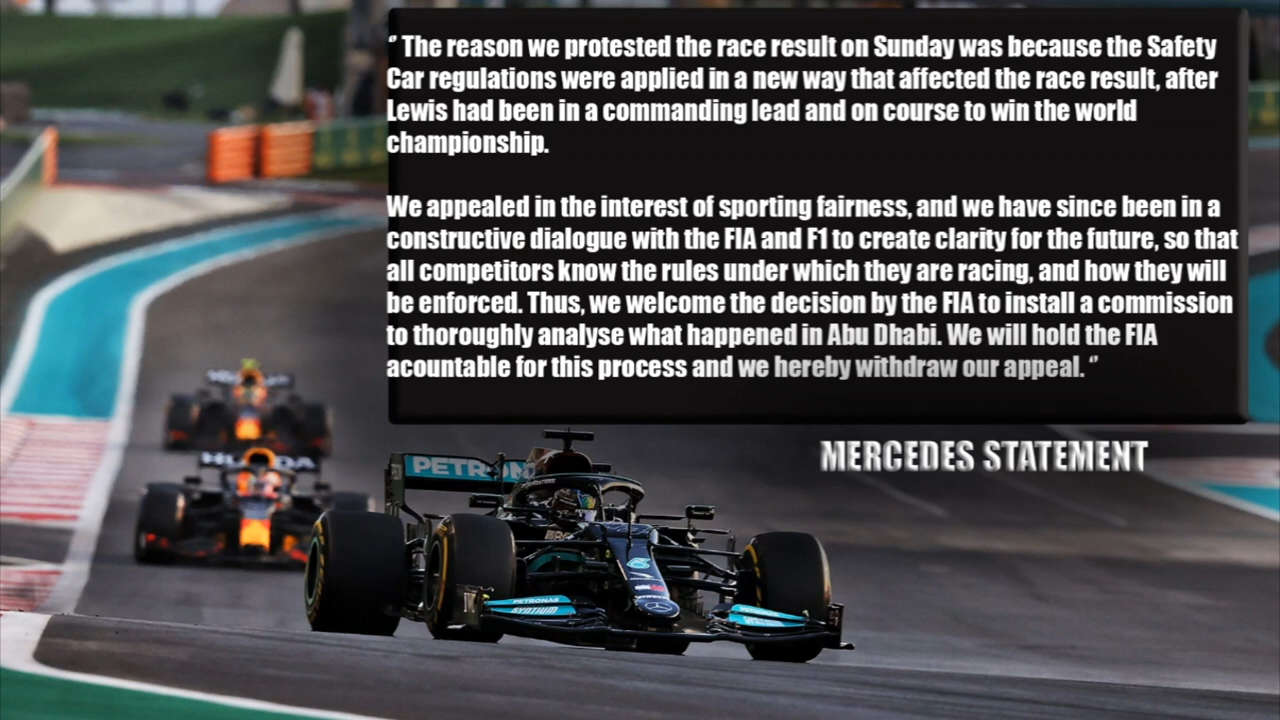 “ The reason we protested the race result on Sunday was because the Safety
Car regulations were applied in a new way that affected the race result, after
Lewis had been in a commanding lead and on course to win the world
championship.
We appealed in the interest of sporting fairness, and we have since been in a
constructive dialogue with the FIA and F1 to create clarity for the future, so that
all competitors know the rules under which they are racing, and how they will
be enforced. Thus, we welcome the decision by the FIA to install a commission
to thoroughly analyse what happened in Abu Dhabi. We will hold the FIA
acountable for this process and we hereby withdraw our appeal. “
MERCEDES STATEMENT
PETRONAS
HONDA
PETRONAS